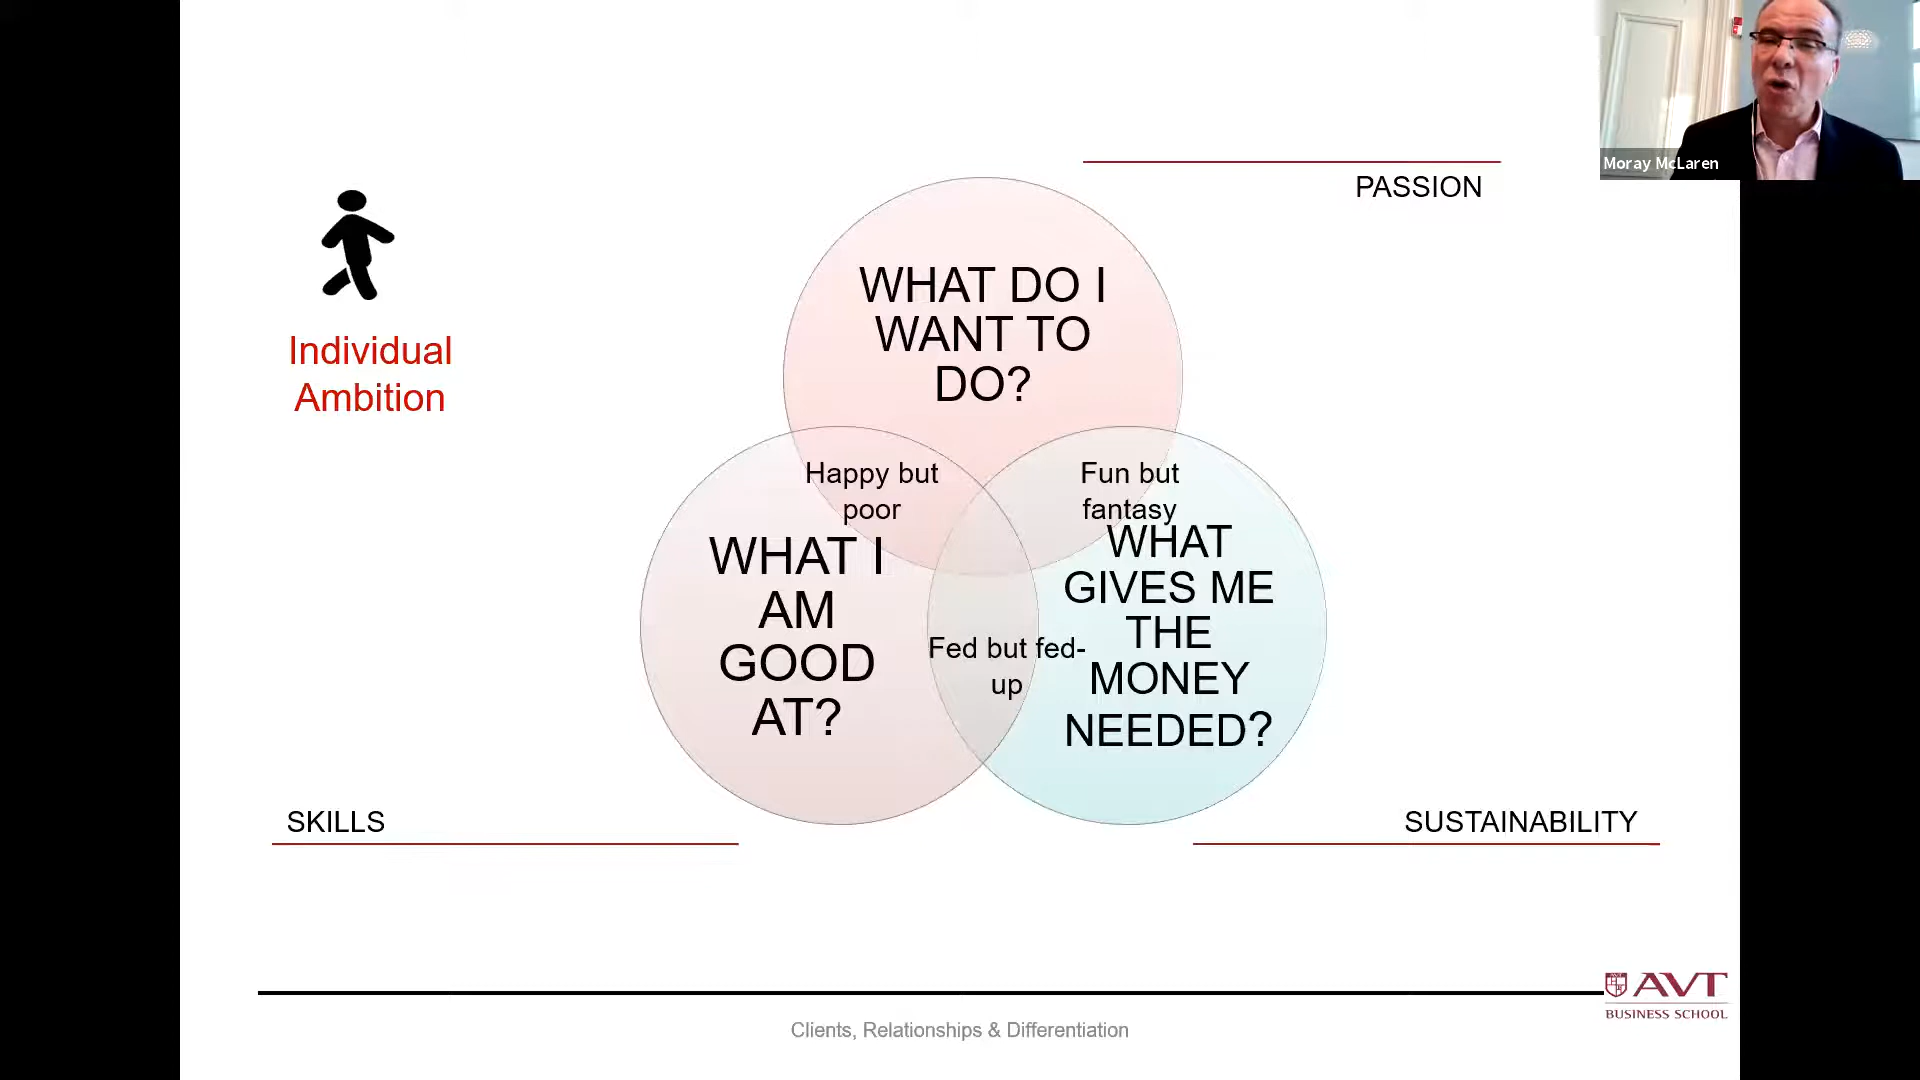 Moray McLaren
PASSION
Individual
Ambition
WHAT DO I
WANT TO
DO?
Happy but
poor
Fun but
fantasy
WHAT I
AM
GOOD
AT?
WHAT
GIVES ME
THE
MONEY
NEEDED?
Fed but fed-
up
SKILLS
SUSTAINABILITY
AVT
BUSINESS SCHOOL
Clients, Relationships & Differentiation